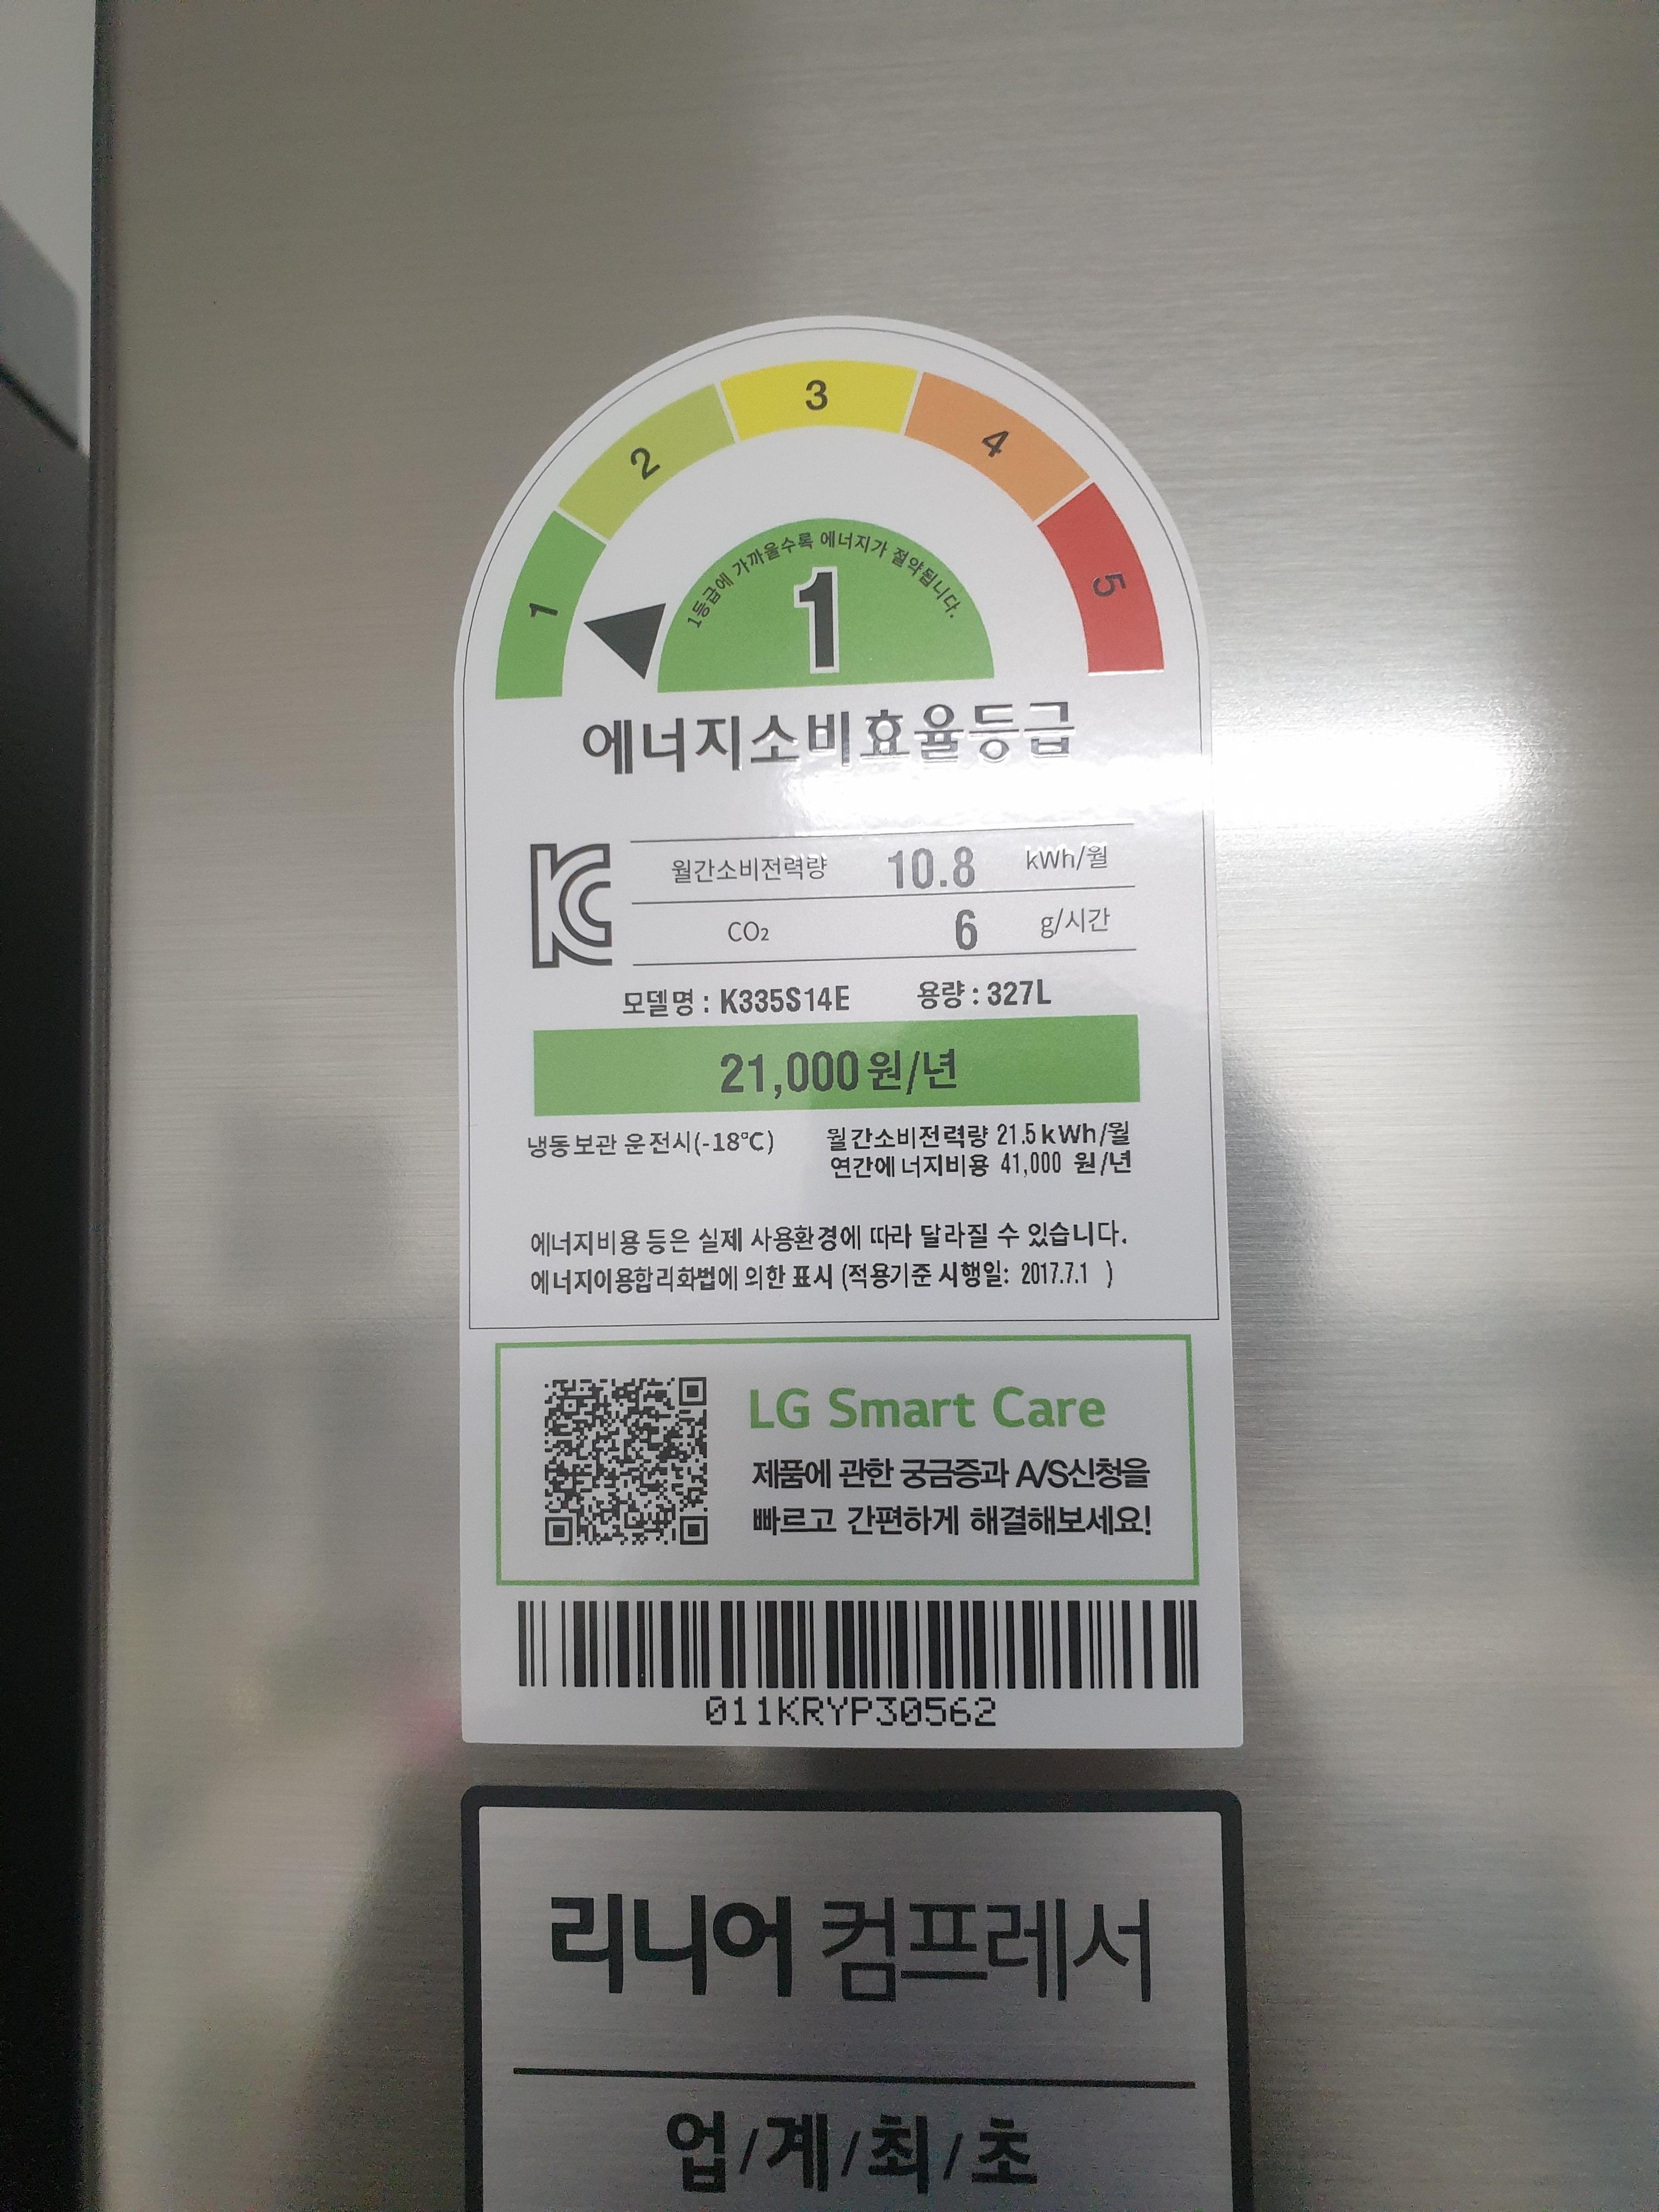 1 2 3 4 5
1등급에 가까울수록 에너지가 절약됩니다.
1
에너지소비효율등급
월간소비전력량 10.8 kWh/월
CO₂ 6 g/시간
모델명 : K335S14E 용량 : 327L
21,000원/년
냉동보관 운전시(-18℃) 월간소비전력량 21.5kWh/월
연간에너지비용 41,000 원/년
에너지비용 등은 실제 사용환경에 따라 달라질 수 있습니다.
에너지이용합리화법에 의한 표시 (적용기준 시행일: 2017.7.1 )
LG Smart Care
제품에 관한 궁금증과 A/S신청을
빠르고 간편하게 해결해보세요!
011KRYP30562
리니어 컴프레서
업/계/최/초